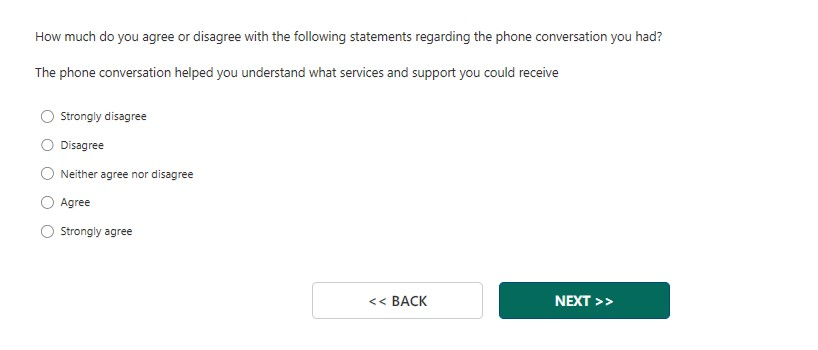 How much do you agree or disagree with the following statements regarding the phone conversation you had?
The phone conversation helped you understand what services and support you could receive
Strongly disagree
Disagree
Neither agree nor disagree
Agree
Strongly agree
<< BACK
NEXT >>